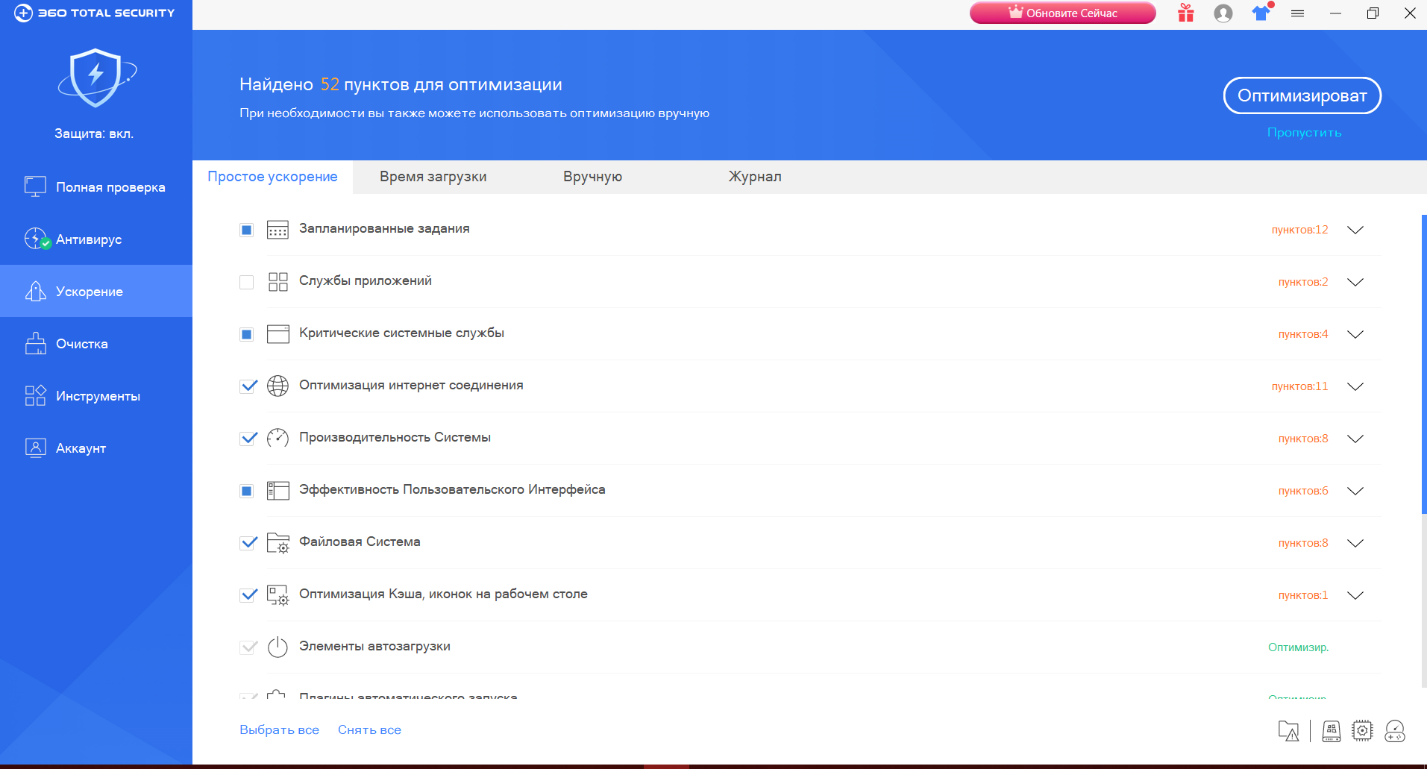 360 TOTAL SECURITY
Обновите Сейчас
Защита: вкл.
Полная проверка
Антивирус
Ускорение
Очистка
Инструменты
Аккаунт
Найдено 52 пунктов для оптимизации
При необходимости вы также можете использовать оптимизацию вручную
Оптимизироват
Пропустить
Простое ускорение Время загрузки Вручную Журнал
Запланированные задания пунктов:12
Службы приложений пунктов:2
Критические системные службы пунктов:4
Оптимизация интернет соединения пунктов:11
Производительность Системы пунктов:8
Эффективность Пользовательского Интерфейса пунктов:6
Файловая Система пунктов:8
Оптимизация Кэша, иконок на рабочем столе пунктов:1
Элементы автозагрузки Оптимизир.
Плагины автоматического запуска Оптимизир.
Выбрать все Снять все